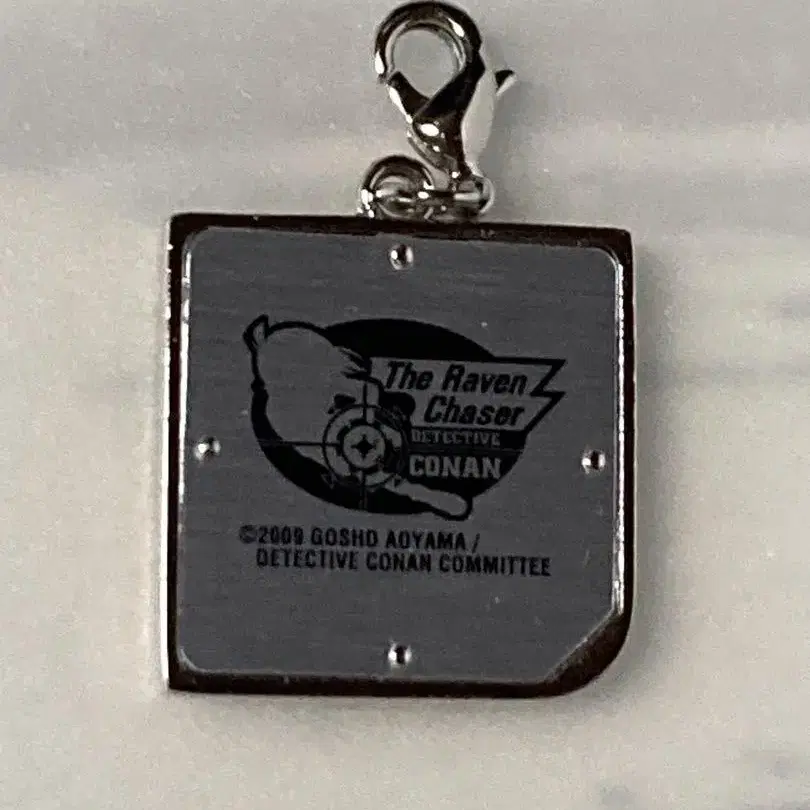 The Raven
Chaser
DETECTIVE
CONAN
©2009 GOSHO AOYAMA /
DETECTIVE CONAN COMMITTEE